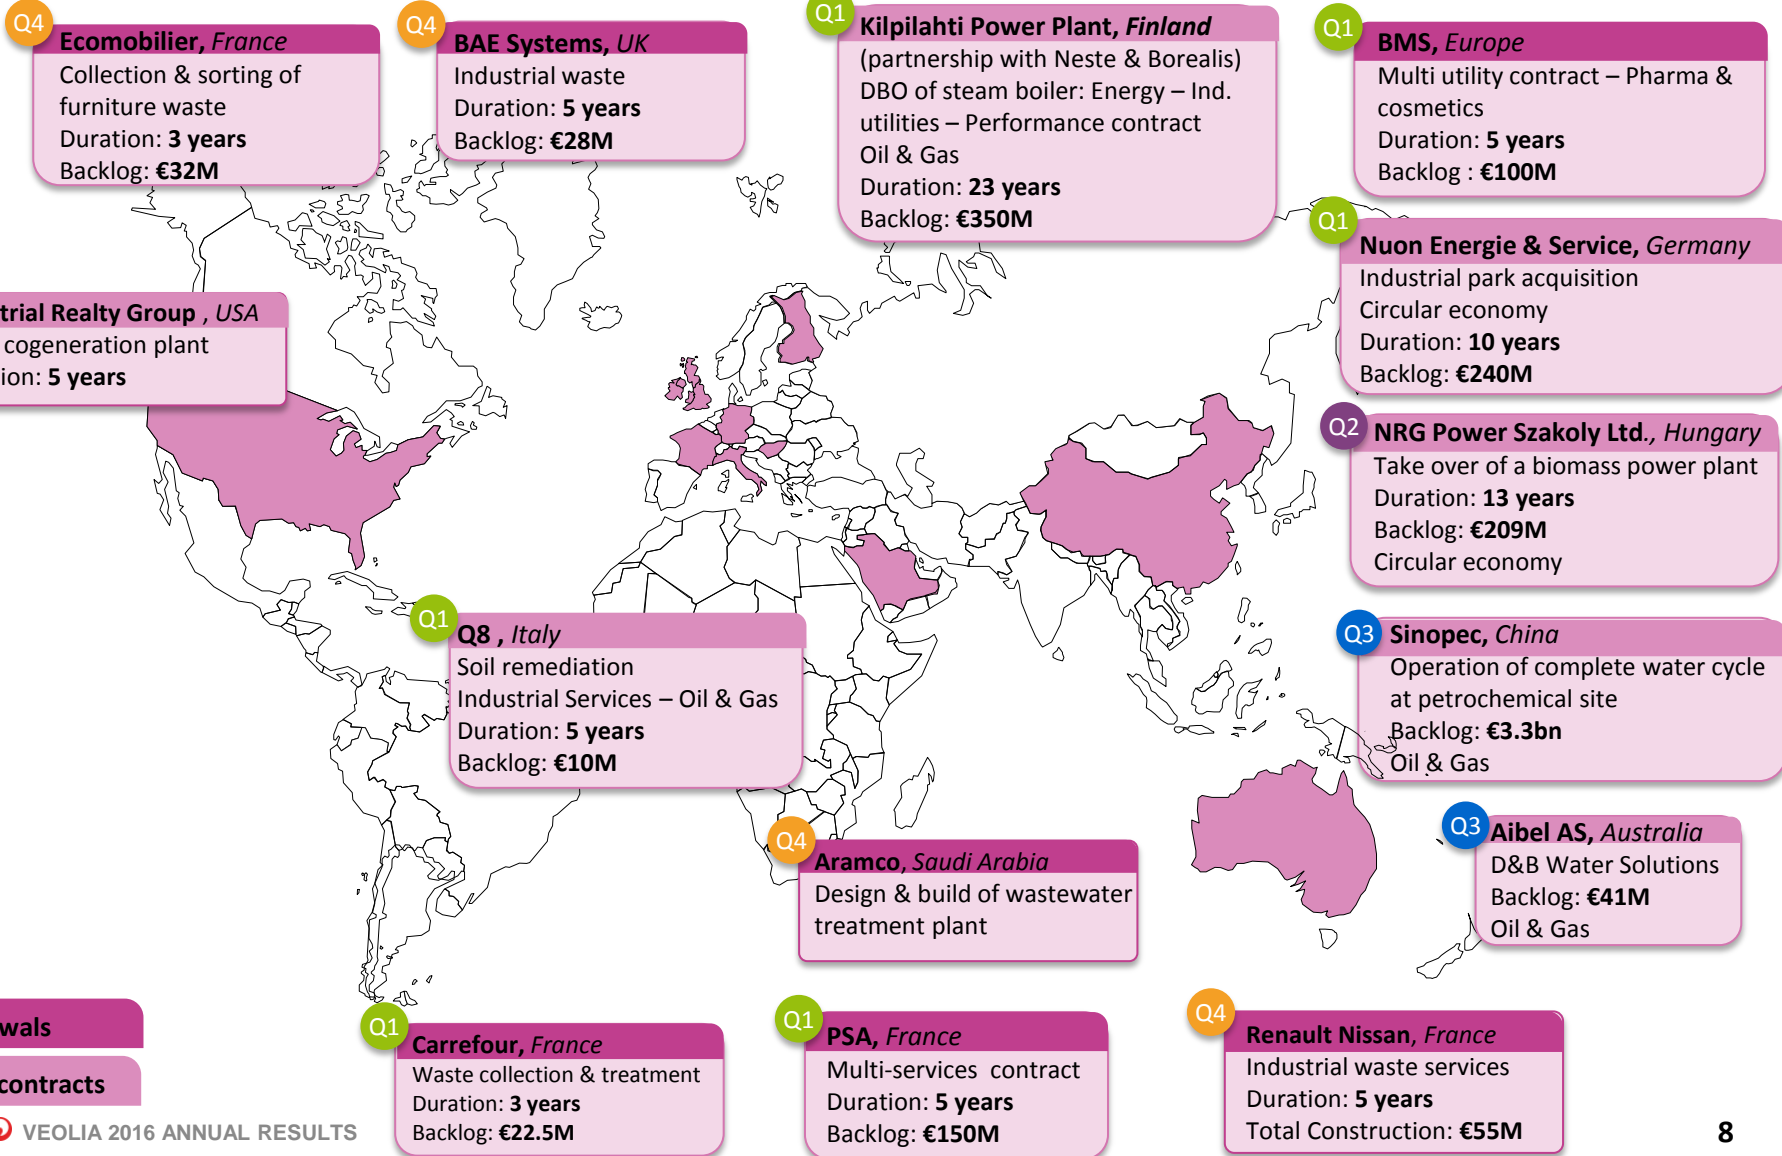 Q4
Ecomobilier, France
Collection & sorting of
furniture waste
Duration: 3 years
Backlog: €32M
Q4
BAE Systems, UK
Industrial waste
Duration: 5 years
Backlog: €28M
Q1
Kilpilahti Power Plant, Finland
(partnership with Neste & Borealis)
DBO of steam boiler: Energy – Ind.
utilities – Performance contract
Oil & Gas
Duration: 23 years
Backlog: €350M
Q1
BMS, Europe
Multi utility contract – Pharma &
cosmetics
Duration: 5 years
Backlog : €100M
Q1
Nuon Energie & Service, Germany
Industrial park acquisition
Circular economy
Duration: 10 years
Backlog: €240M
trial Realty Group , USA
cogeneration plant
ion: 5 years
Q2
NRG Power Szakoly Ltd., Hungary
Take over of a biomass power plant
Duration: 13 years
Backlog: €209M
Circular economy
Q1
Q8 , Italy
Soil remediation
Industrial Services – Oil & Gas
Duration: 5 years
Backlog: €10M
Q3
Sinopec, China
Operation of complete water cycle
at petrochemical site
Backlog: €3.3bn
Oil & Gas
Q4
Aramco, Saudi Arabia
Design & build of wastewater
treatment plant
Q3
Aibel AS, Australia
D&B Water Solutions
Backlog: €41M
Oil & Gas
wals
contracts
Q1
Carrefour, France
Waste collection & treatment
Duration: 3 years
Backlog: €22.5M
Q1
PSA, France
Multi-services contract
Duration: 5 years
Backlog: €150M
Q4
Renault Nissan, France
Industrial waste services
Duration: 5 years
Total Construction: €55M
VEOLIA 2016 ANNUAL RESULTS
8